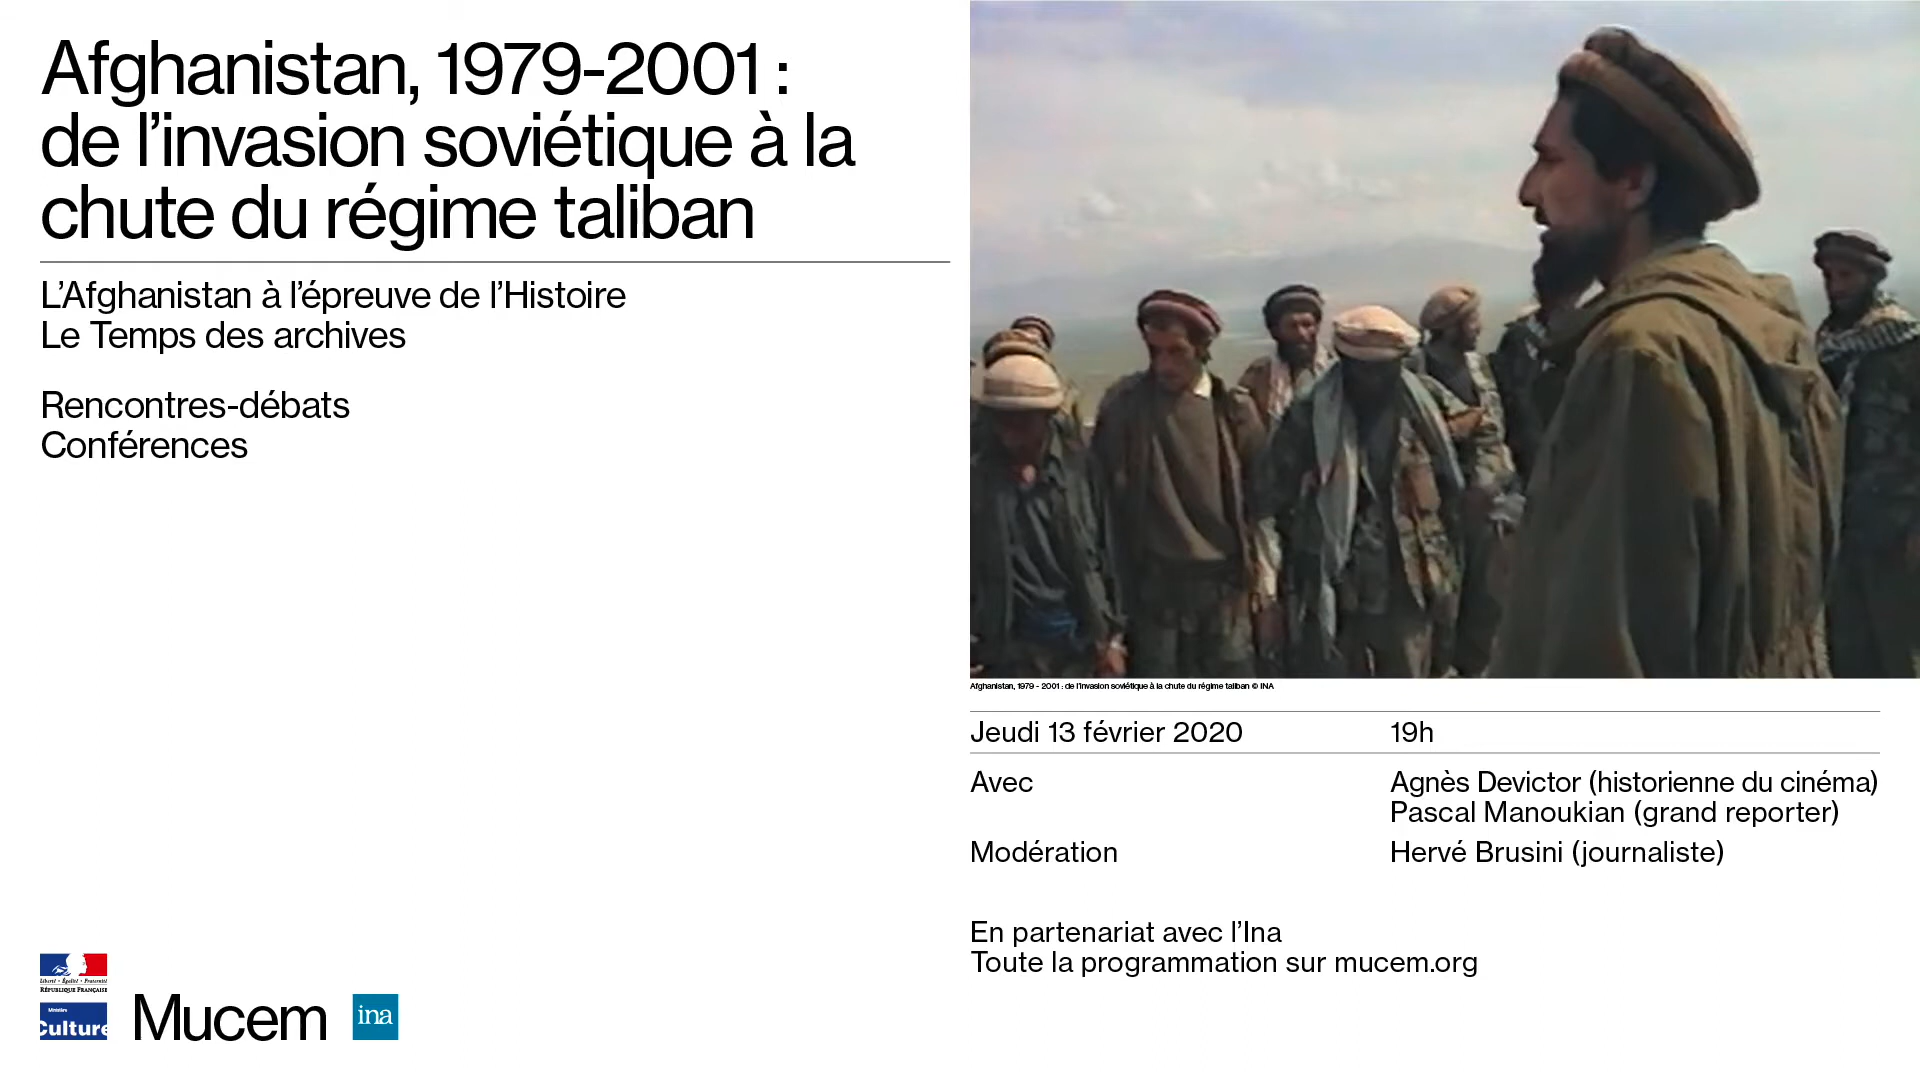 Afghanistan, 1979-2001 :
de l’invasion soviétique à la
chute du régime taliban
L’Afghanistan à l’épreuve de l’Histoire
Le Temps des archives
Rencontres-débats
Conférences
Afghanistan, 1979 - 2001 : de l’invasion soviétique à la chute du régime taliban © INA
Jeudi 13 février 2020 19h
Avec Agnès Devictor (historienne du cinéma)
Pascal Manoukian (grand reporter)
Modération Hervé Brusini (journaliste)
En partenariat avec l’Ina
Toute la programmation sur mucem.org
Liberté • Égalité • Fraternité
RÉPUBLIQUE FRANÇAISE
Ministère
Culture
Mucem
ina